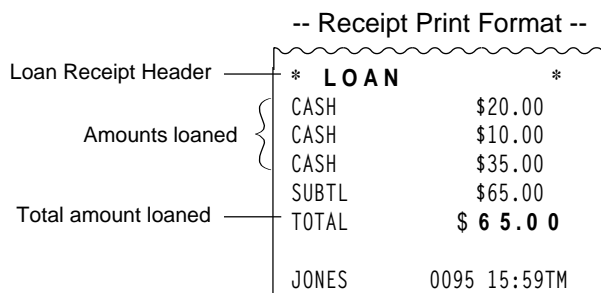 -- Receipt Print Format --
Loan Receipt Header
* LOAN *
Amounts loaned
CASH $20.00
CASH $10.00
CASH $35.00
SUBTL $65.00
Total amount loaned
TOTAL $65.00
JONES 0095 15:59TM